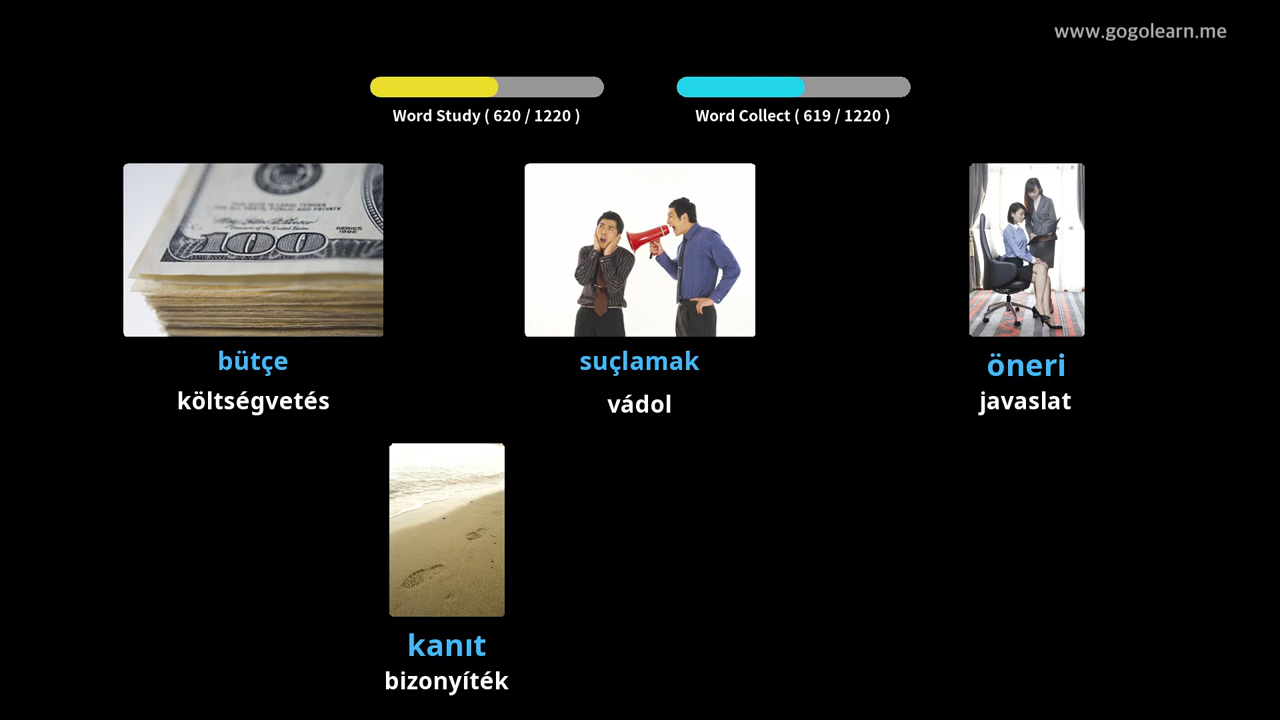 www.gogolearn.me
Word Study ( 620 / 1220 )
Word Collect ( 619 / 1220 )
100
bütçe
költségvetés
suçlamak
vádol
öneri
javaslat
kanıt
bizonyíték